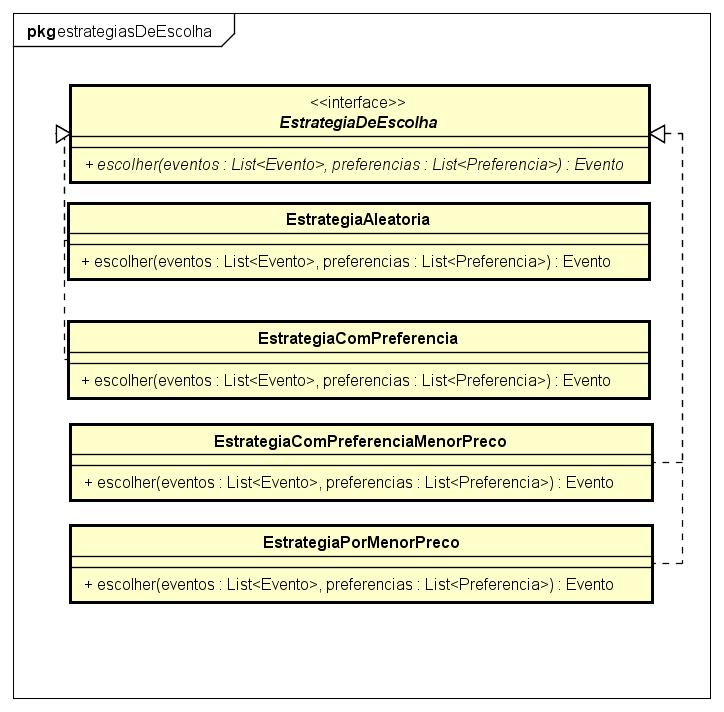 pkg estrategiasDeEscolha
<<interface>>
EstrategiaDeEscolha
+ escolher(eventos : List<Evento>, preferencias : List<Preferencia>) : Evento
EstrategiaAleatoria
+ escolher(eventos : List<Evento>, preferencias : List<Preferencia>) : Evento
EstrategiaComPreferencia
+ escolher(eventos : List<Evento>, preferencias : List<Preferencia>) : Evento
EstrategiaComPreferenciaMenorPreco
+ escolher(eventos : List<Evento>, preferencias : List<Preferencia>) : Evento
EstrategiaPorMenorPreco
+ escolher(eventos : List<Evento>, preferencias : List<Preferencia>) : Evento